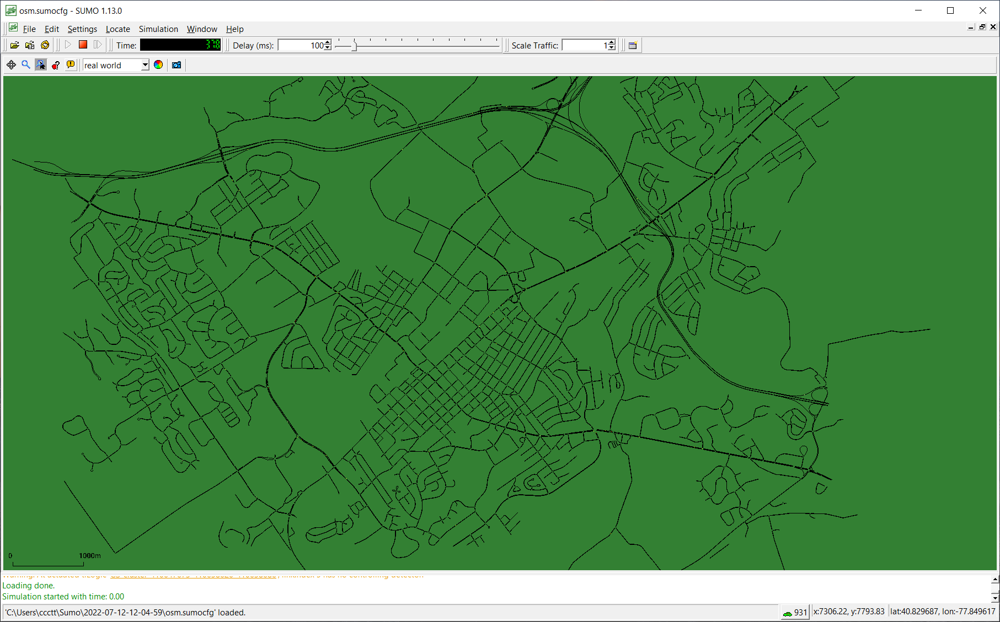 osm.sumocfg - SUMO 1.13.0
File Edit Settings Locate Simulation Window Help
Time: 378 Delay (ms): 100 Scale Traffic: 1
real world
0 1000m
Loading done.
Simulation started with time: 0.00
'C:\Users\ccctt\Sumo\2022-07-12-12-04-59\osm.sumocfg' loaded. 931 x:7306.22, y:7793.83 lat:40.829687, lon:-77.849617